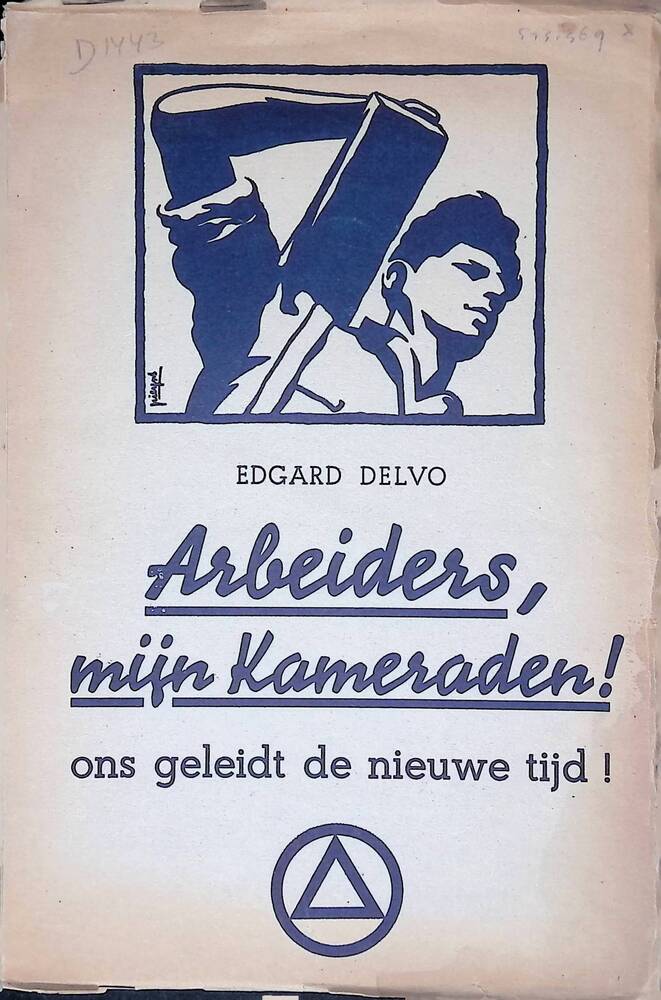 D1443
EDGARD DELVO
Arbeiders,
mijn Kameraden!
ons geleidt de nieuwe tijd !